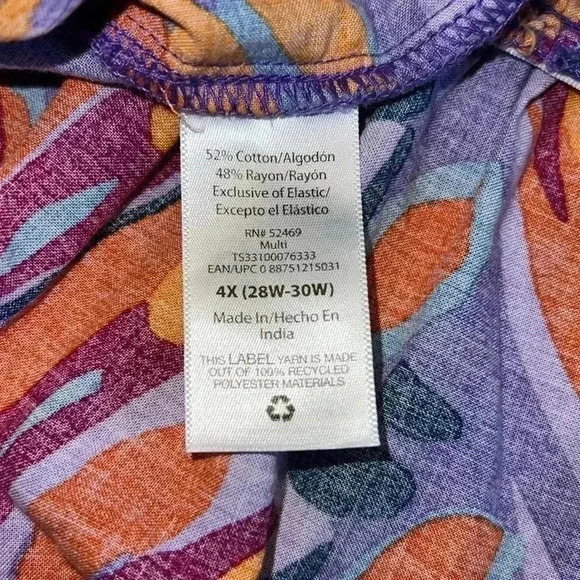 52% Cotton/Algodón
48% Rayon/Rayón
Exclusive of Elastic/
Excepto el Elástico
RN# 52469
Multi
TS33100076333
EAN/UPC 0 88751215031
4X (28W-30W)
Made In/Hecho En
India
THIS LABEL YARN IS MADE
OUT OF 100% RECYCLED
POLYESTER MATERIALS